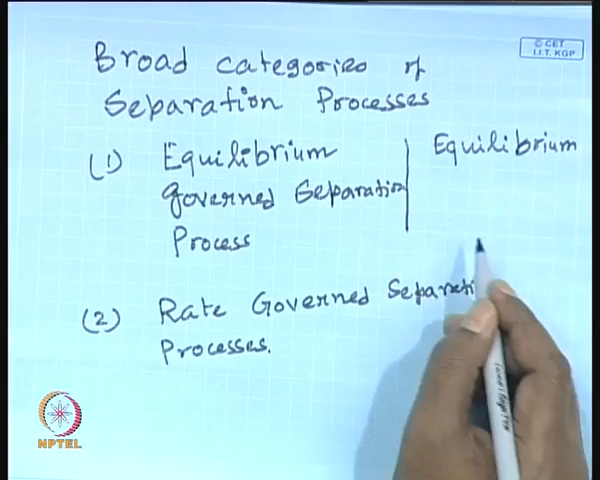 Broad categories of
Separation Processes
© CET
I.I.T. KGP
(1) Equilibrium
governed Separation
Process
Equilibrium
(2) Rate Governed Separati
Processes.
NPTEL